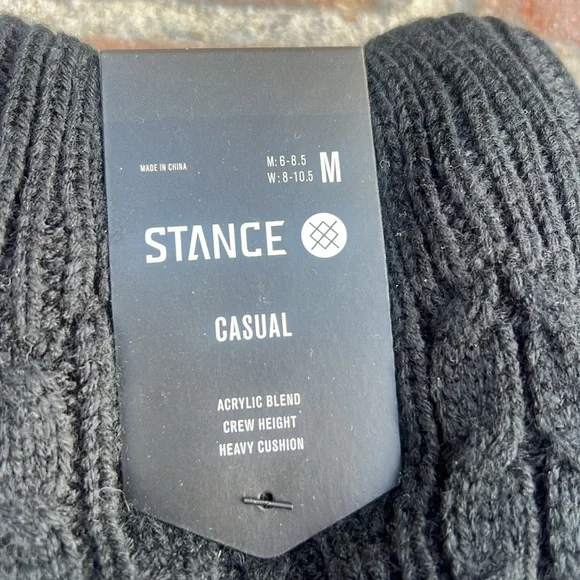 MADE IN CHINA
M: 6-8.5
W: 8-10.5
M
STANCE
CASUAL
ACRYLIC BLEND
CREW HEIGHT
HEAVY CUSHION